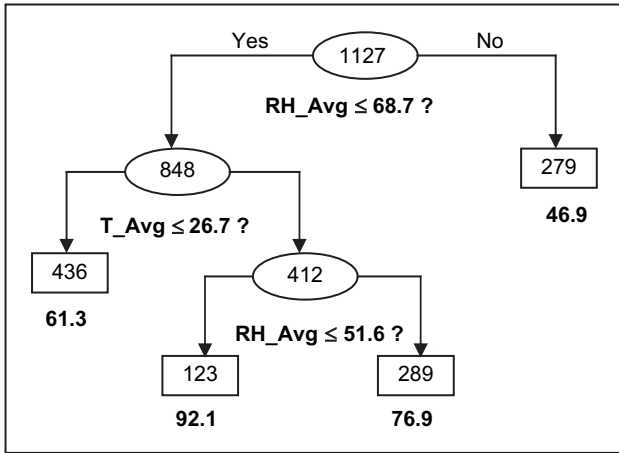 Yes
1127
No
RH_Avg ≤ 68.7 ?
848
279
46.9
T_Avg ≤ 26.7 ?
436
61.3
412
RH_Avg ≤ 51.6 ?
123
289
92.1
76.9